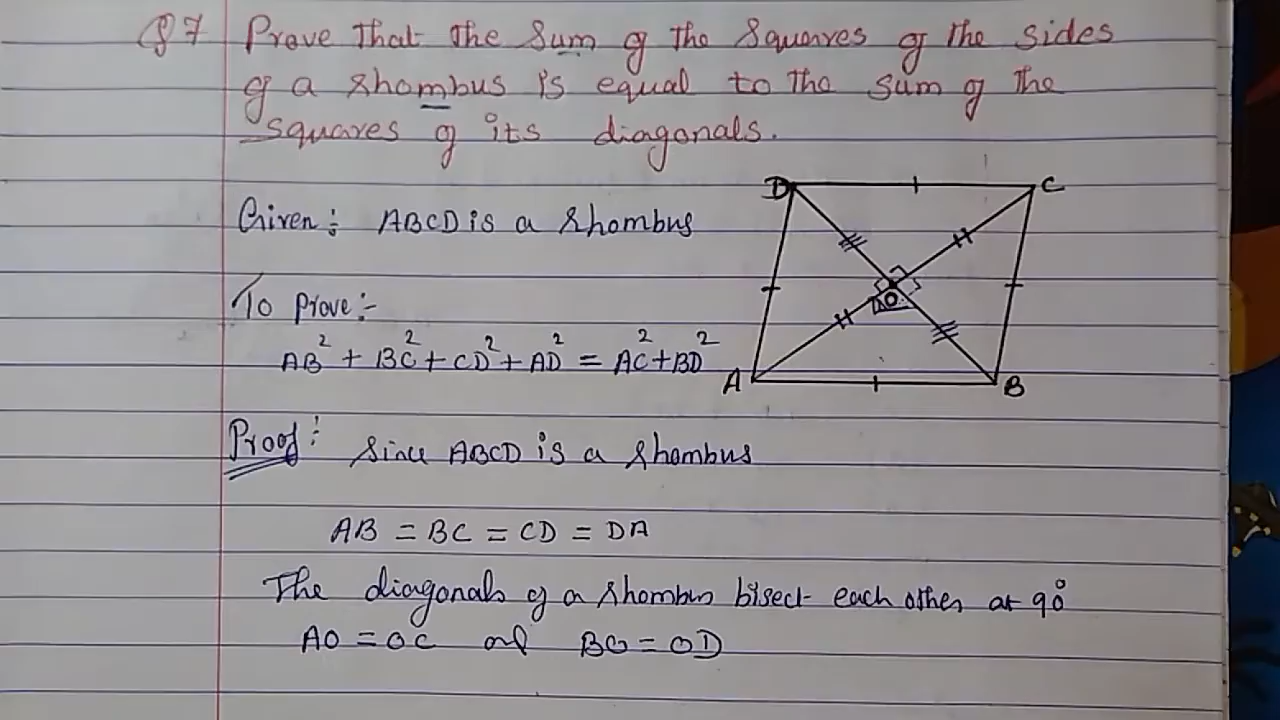 Q7 Prove that the Sum of the Squares of the sides
of a rhombus is equal to the sum of the
squares of its diagonals.
D C
Given: ABCD is a rhombus
O
To prove:-
AB² + BC² + CD² + AD² = AC² + BD²
A B
Proof: Since ABCD is a rhombus
AB = BC = CD = DA
The diagonals of a rhombus bisect each other at 90°
AO = OC and BO = OD